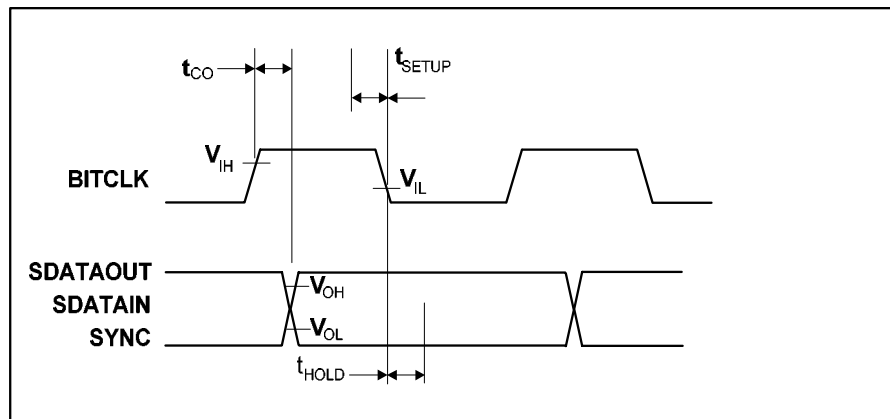 tCO
tSETUP
VIH
BITCLK
VIL
SDATAOUT
VOH
SDATAIN
VOL
SYNC
tHOLD